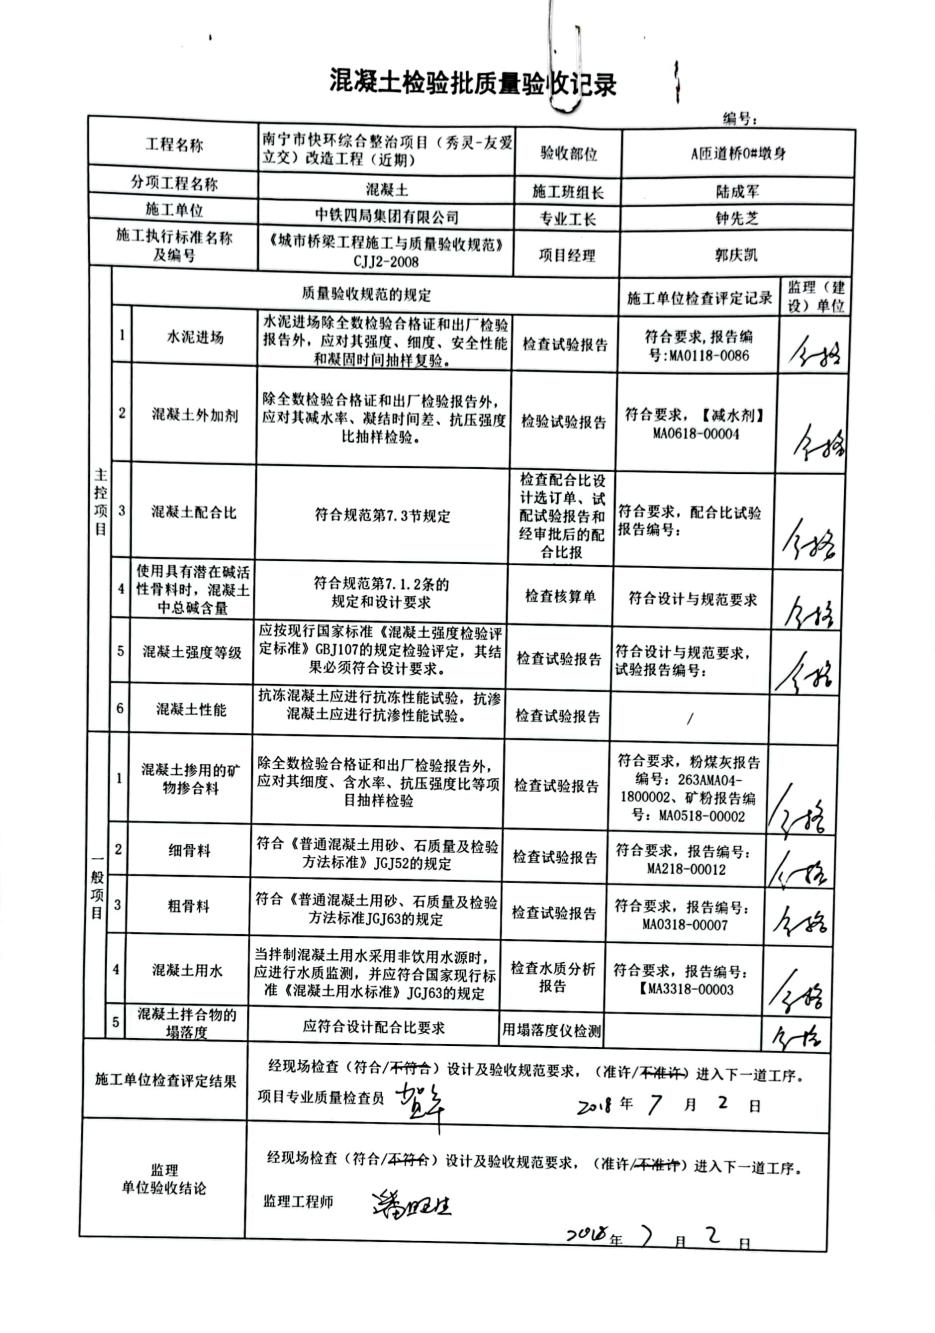 混凝土检验批质量验收记录
编号：
工程名称
南宁市快环综合整治项目（秀灵-友爱
立交）改造工程（近期）
验收部位
A匝道桥0#墩身
分项工程名称
混凝土
施工班组长
陆成军
施工单位
中铁四局集团有限公司
专业工长
钟先芝
施工执行标准名称
及编号
《城市桥梁工程施工与质量验收规范》
CJJ2-2008
项目经理
郭庆凯
质量验收规范的规定
施工单位检查评定记录
监理（建
设）单位
主控项目
1
水泥进场
水泥进场除全数检验合格证和出厂检验
报告外，应对其强度、细度、安全性能
和凝固时间抽样复验。
检查试验报告
符合要求,报告编
号:MA0118-0086
合格
2
混凝土外加剂
除全数检验合格证和出厂检验报告外，
应对其减水率、凝结时间差、抗压强度
比抽样检验。
检验试验报告
符合要求，【减水剂】
MA0618-00004
合格
3
混凝土配合比
符合规范第7.3节规定
检查配合比设
计选订单、试
配试验报告和
经审批后的配
合比报
符合要求，配合比试验
报告编号：
合格
4
使用具有潜在碱活
性骨料时，混凝土
中总碱含量
符合规范第7.1.2条的
规定和设计要求
检查核算单
符合设计与规范要求
合格
5
混凝土强度等级
应按现行国家标准《混凝土强度检验评
定标准》GBJ107的规定检验评定，其结
果必须符合设计要求。
检查试验报告
符合设计与规范要求，
试验报告编号：
合格
6
混凝土性能
抗冻混凝土应进行抗冻性能试验，抗渗
混凝土应进行抗渗性能试验。
检查试验报告
/
一般项目
1
混凝土掺用的矿
物掺合料
除全数检验合格证和出厂检验报告外，
应对其细度、含水率、抗压强度比等项
目抽样检验
检查试验报告
符合要求，粉煤灰报告
编号：263AMA04-
1800002、矿粉报告编
号：MA0518-00002
合格
2
细骨料
符合《普通混凝土用砂、石质量及检验
方法标准》JGJ52的规定
检查试验报告
符合要求，报告编号：
MA218-00012
合格
3
粗骨料
符合《普通混凝土用砂、石质量及检验
方法标准JGJ63的规定
检查试验报告
符合要求，报告编号：
MA0318-00007
合格
4
混凝土用水
当拌制混凝土用水采用非饮用水源时，
应进行水质监测，并应符合国家现行标
准《混凝土用水标准》JGJ63的规定
检查水质分析
报告
符合要求，报告编号：
【MA3318-00003
合格
5
混凝土拌合物的
塌落度
应符合设计配合比要求
用塌落度仪检测
合格
施工单位检查评定结果
经现场检查（符合/不符合）设计及验收规范要求，（准许/不准许）进入下一道工序。
项目专业质量检查员
2018年 7 月 2 日
监理
单位验收结论
经现场检查（符合/不符合）设计及验收规范要求，（准许/不准许）进入下一道工序。
监理工程师 潘旺生
2018年 7 月 2 日